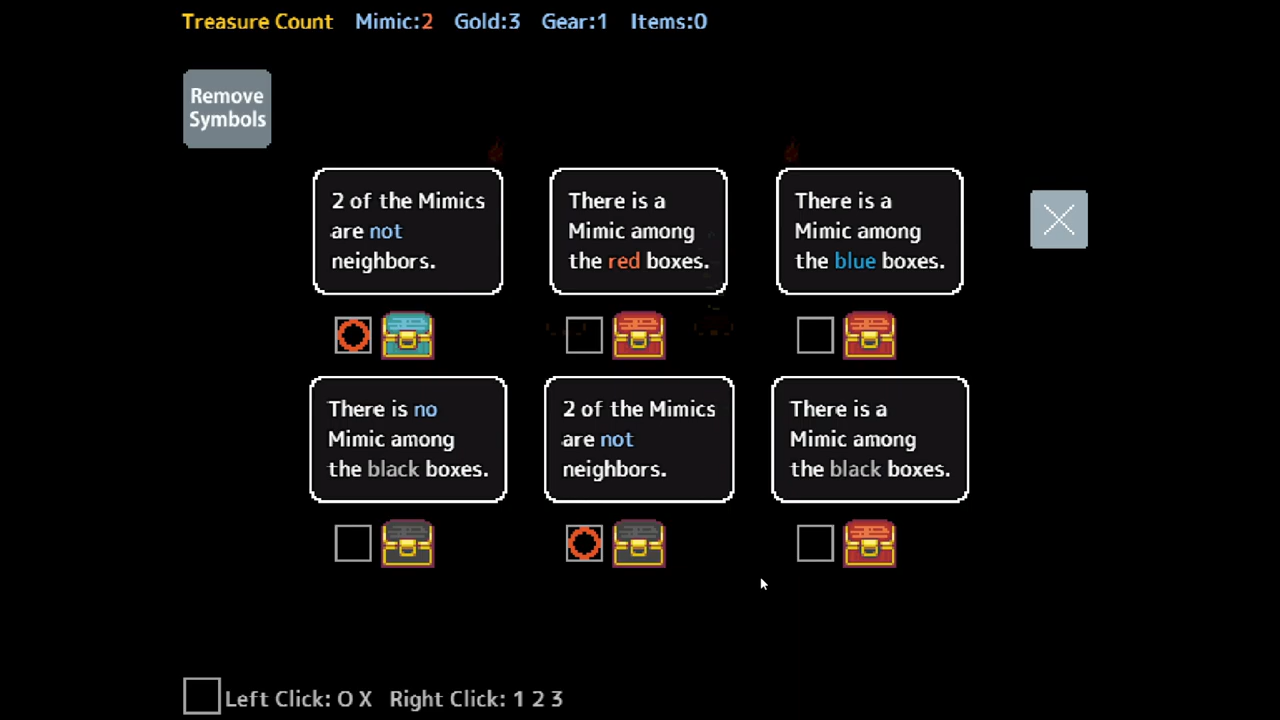 Treasure Count Mimic:2 Gold:3 Gear:1 Items:0
Remove
Symbols
2 of the Mimics
are not
neighbors.
There is a
Mimic among
the red boxes.
There is a
Mimic among
the blue boxes.
There is no
Mimic among
the black boxes.
2 of the Mimics
are not
neighbors.
There is a
Mimic among
the black boxes.
Left Click: O X Right Click: 1 2 3